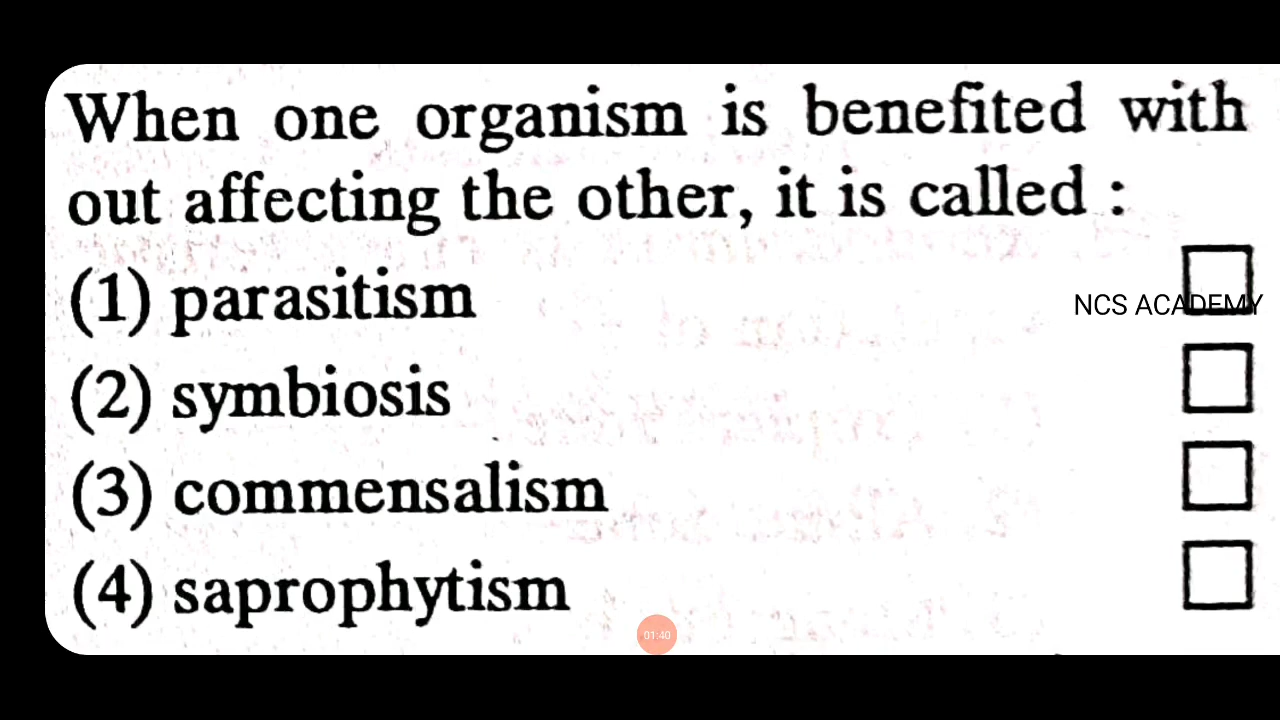 When one organism is benefited with
out affecting the other, it is called :
(1) parasitism
NCS ACADEMY
(2) symbiosis
(3) commensalism
(4) saprophytism
01:40